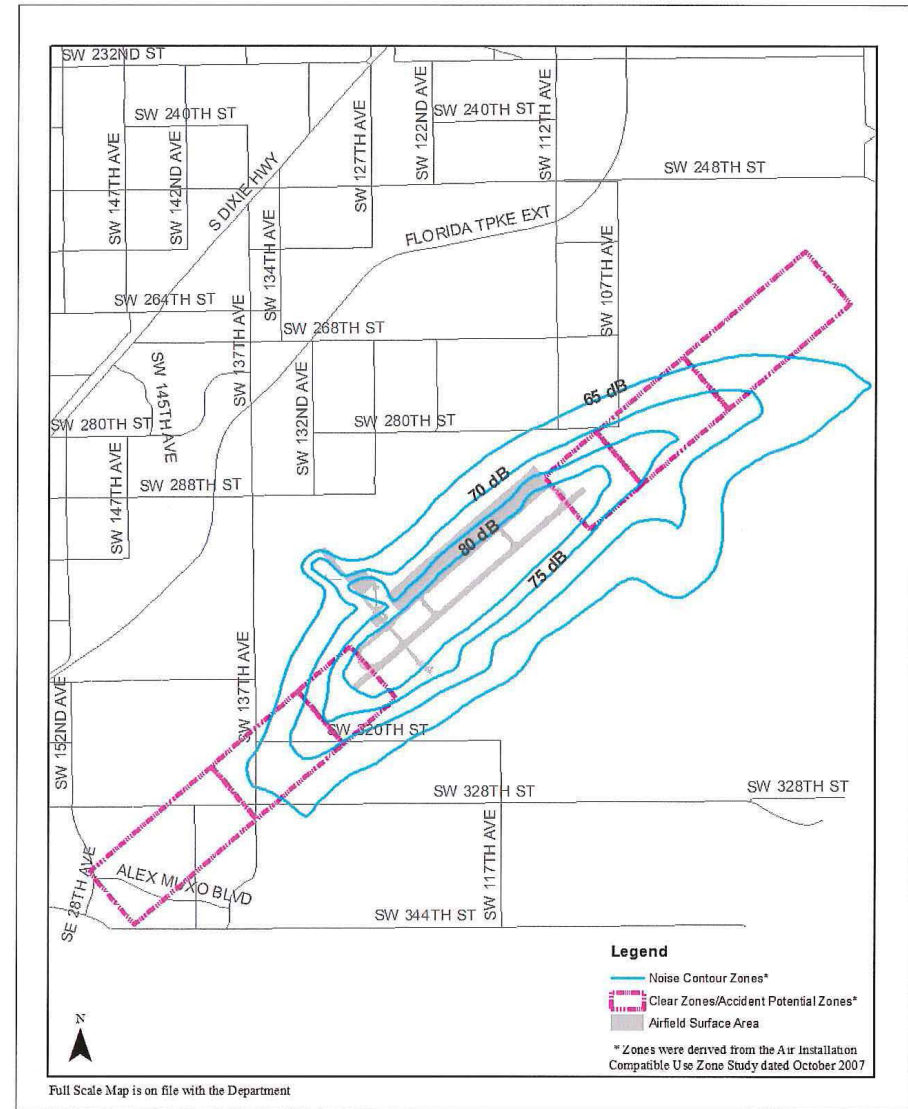 SW 232ND ST
SW 240TH ST
SW 240TH ST
SW 122ND AVE
SW 112TH AVE
SW 127TH AVE
SW 147TH AVE
SW 142ND AVE
S DIXIE HWY
SW 248TH ST
FLORIDA TPKE EXT
SW 134TH AVE
SW 107TH AVE
SW 264TH ST
SW 137TH AVE
SW 268TH ST
SW 145TH AVE
SW 132ND AVE
65 dB
SW 280TH ST
SW 280TH ST
SW 147TH AVE
SW 288TH ST
70 dB
80 dB
75 dB
SW 137TH AVE
SW 152ND AVE
SW 320TH ST
SW 328TH ST
SW 328TH ST
SW 117TH AVE
ALEX MUXO BLVD
SE 28TH AVE
SW 344TH ST
Legend
Noise Contour Zones*
Clear Zones/Accident Potential Zones*
Airfield Surface Area
* Zones were derived from the Air Installation
Compatible Use Zone Study dated October 2007
N
Full Scale Map is on file with the Department